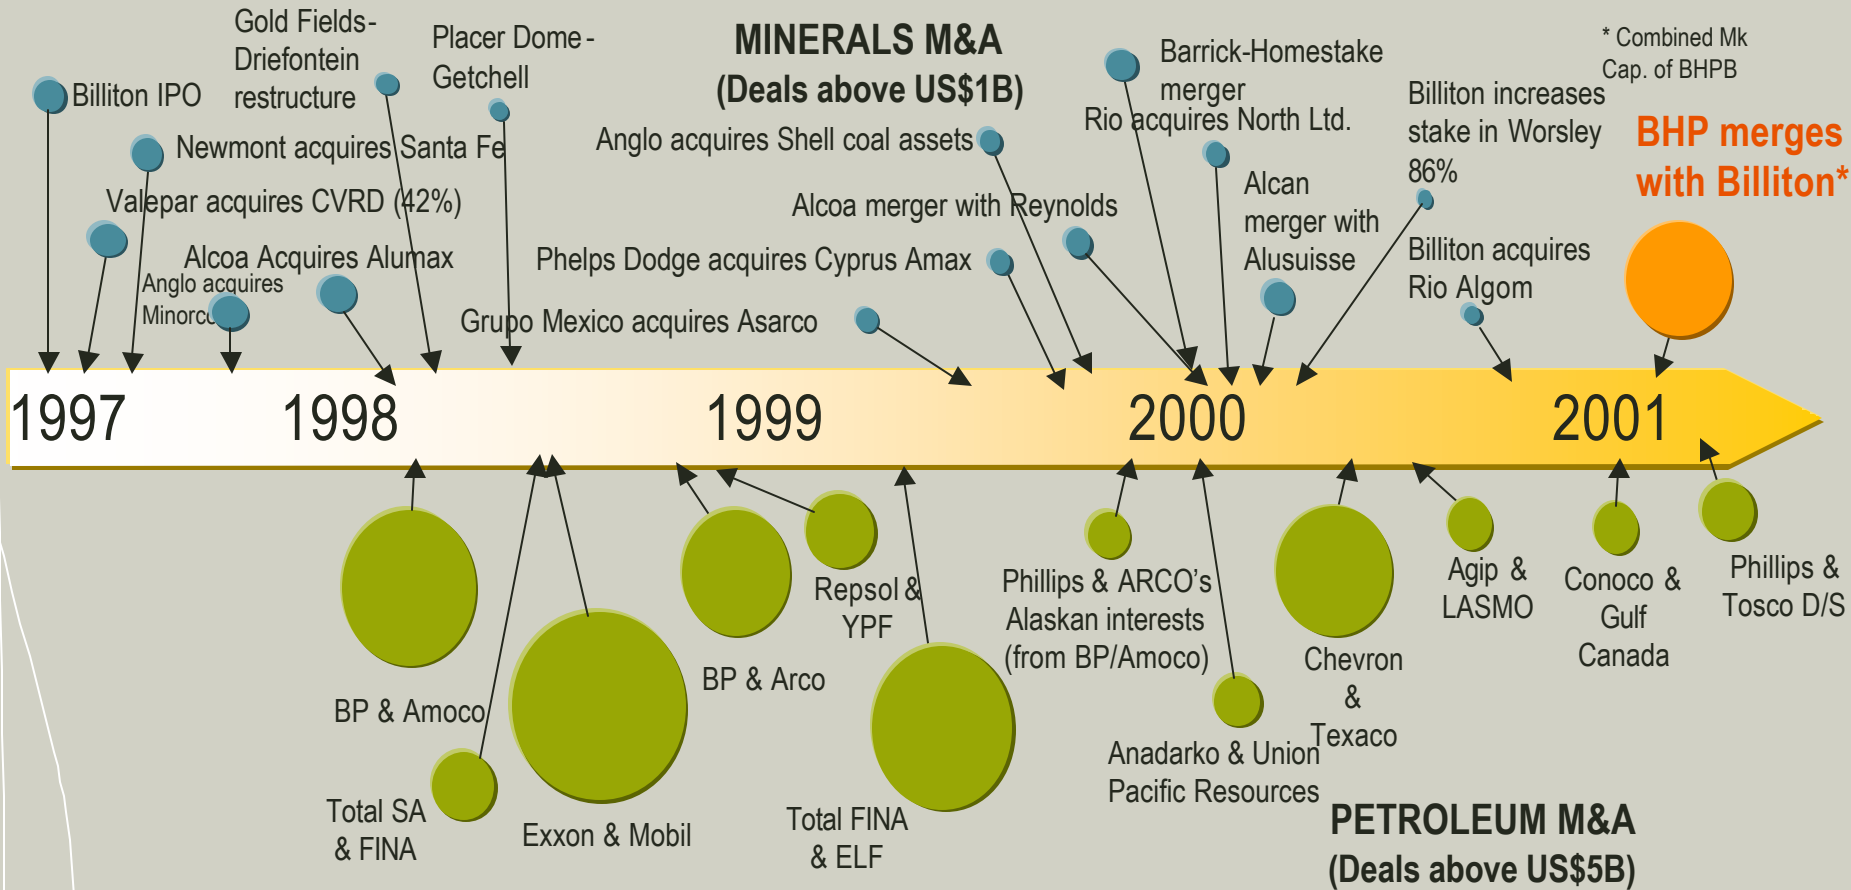 MINERALS M&A
(Deals above US$1B)
Billiton IPO
Gold Fields-
Driefontein
restructure
Placer Dome -
Getchell
Newmont acquires Santa Fe
Valepar acquires CVRD (42%)
Alcoa Acquires Alumax
Anglo acquires
Minorco
Anglo acquires Shell coal assets
Alcoa merger with Reynolds
Phelps Dodge acquires Cyprus Amax
Grupo Mexico acquires Asarco
Barrick-Homestake
merger
Rio acquires North Ltd.
Alcan
merger with
Alusuisse
Billiton increases
stake in Worsley
86%
Billiton acquires
Rio Algom
* Combined Mk
Cap. of BHPB
BHP merges
with Billiton*
1997 1998 1999 2000 2001
BP & Amoco
Total SA
& FINA
Exxon & Mobil
BP & Arco
Repsol &
YPF
Total FINA
& ELF
Phillips & ARCO’s
Alaskan interests
(from BP/Amoco)
Anadarko & Union
Pacific Resources
Chevron
&
Texaco
Agip &
LASMO
Conoco &
Gulf
Canada
Phillips &
Tosco D/S
PETROLEUM M&A
(Deals above US$5B)